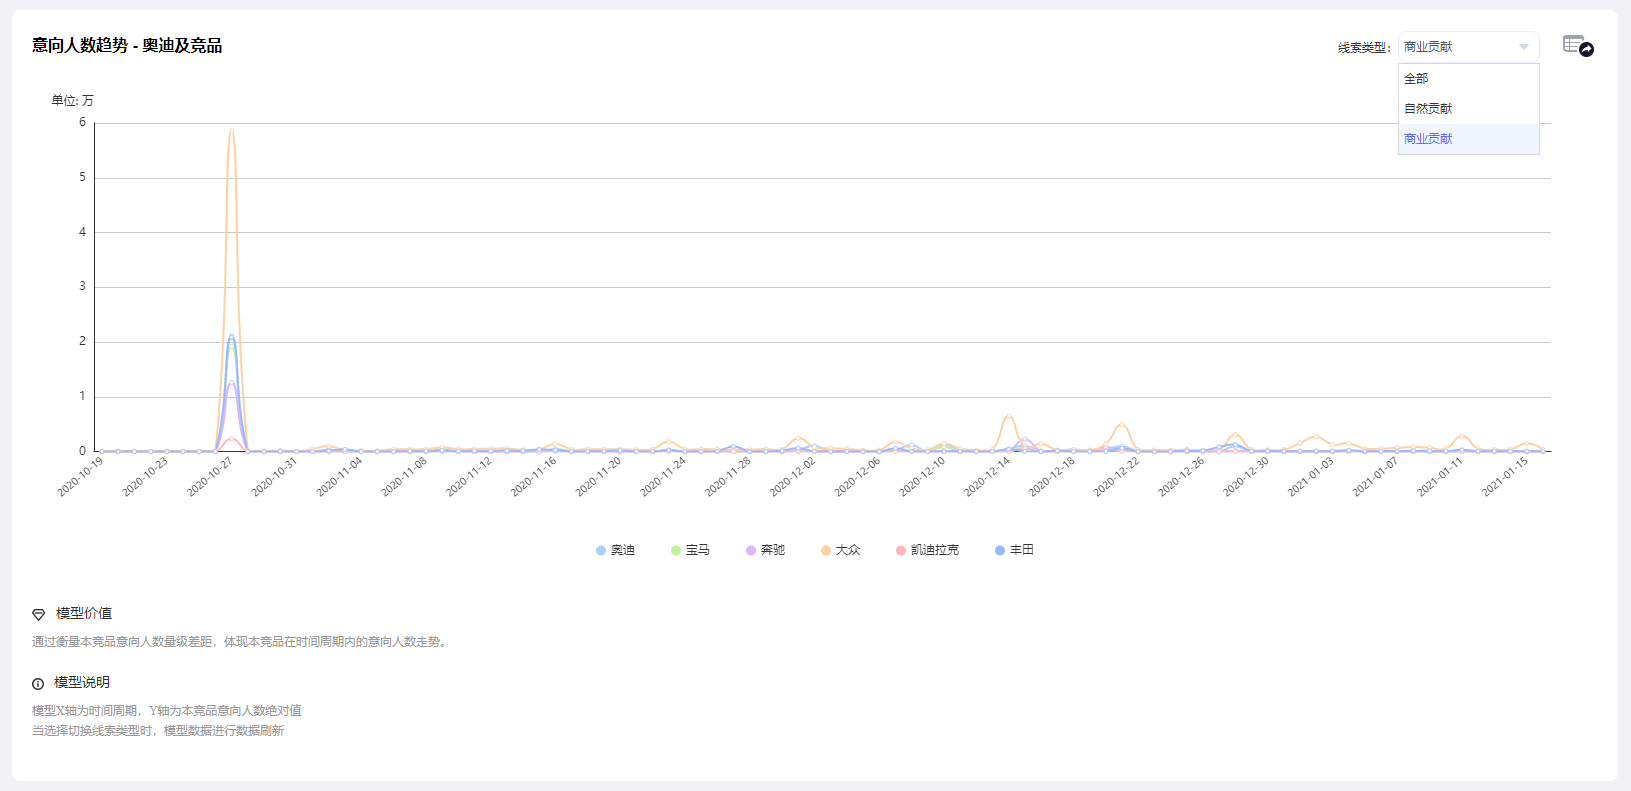 意向人数趋势 - 奥迪及竞品
线索类型： 商业贡献
全部
自然贡献
商业贡献
单位: 万
6
5
4
3
2
1
0
2020-10-19 2020-10-23 2020-10-27 2020-10-31 2020-11-04 2020-11-08 2020-11-12 2020-11-16 2020-11-20 2020-11-24 2020-11-28 2020-12-02 2020-12-06 2020-12-10 2020-12-14 2020-12-18 2020-12-22 2020-12-26 2020-12-30 2021-01-03 2021-01-07 2021-01-11 2021-01-15
奥迪 宝马 奔驰 大众 凯迪拉克 丰田
模型价值
通过衡量本竞品意向人数量级差距，体现本竞品在时间周期内的意向人数走势。
模型说明
模型X轴为时间周期，Y轴为本竞品意向人数绝对值
当选择切换线索类型时，模型数据进行数据刷新